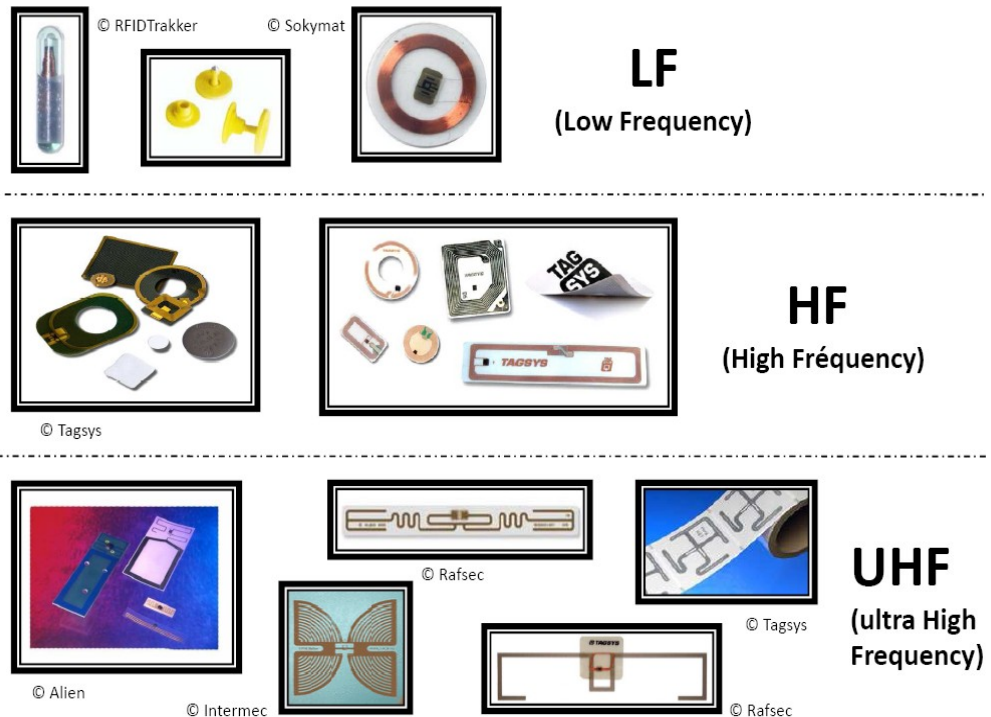 © RFIDTrakker
© Sokymat
LF
(Low Frequency)
TAG
SYS
TAGSYS
TAGSYS
HF
(High Fréquency)
© Tagsys
© Rafsec
© Tagsys
UHF
(ultra High
Frequency)
TAGSYS
© Alien
© Intermec
© Rafsec